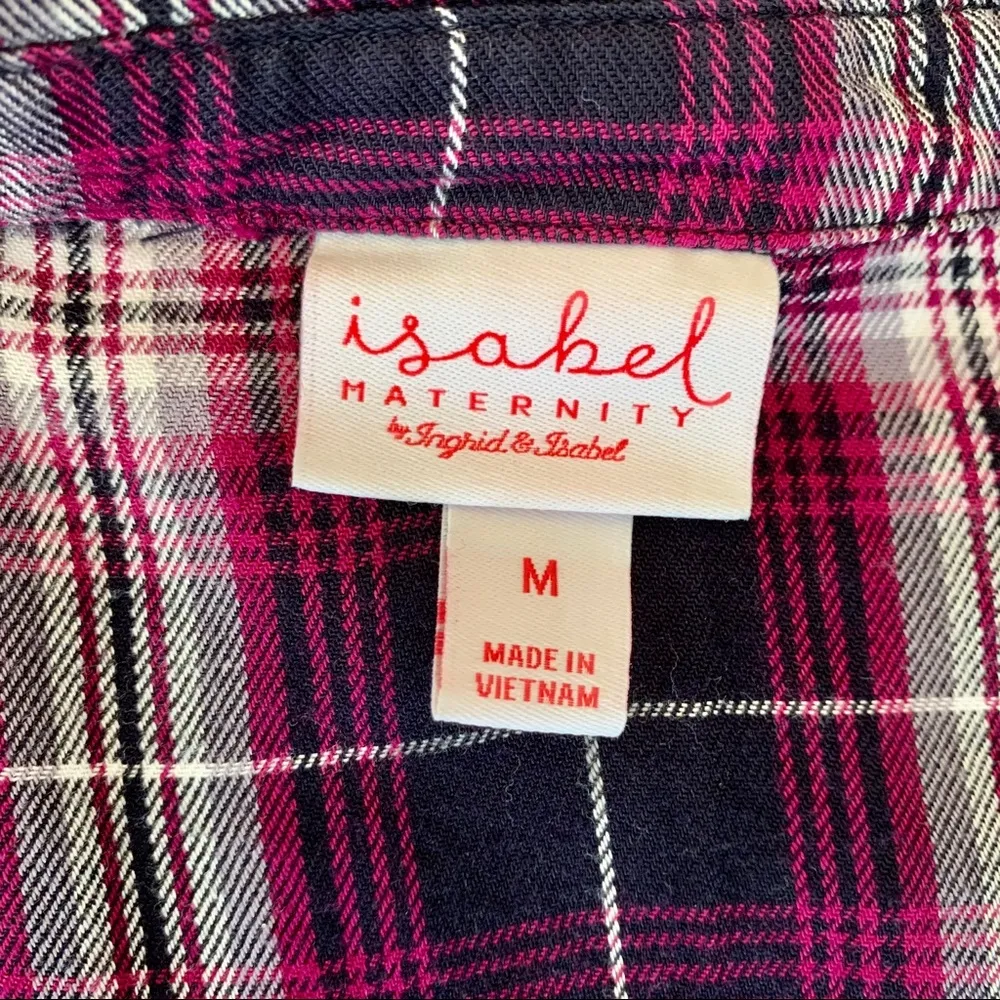 isabel
MATERNITY
by Ingrid & Isabel
M
MADE IN
VIETNAM